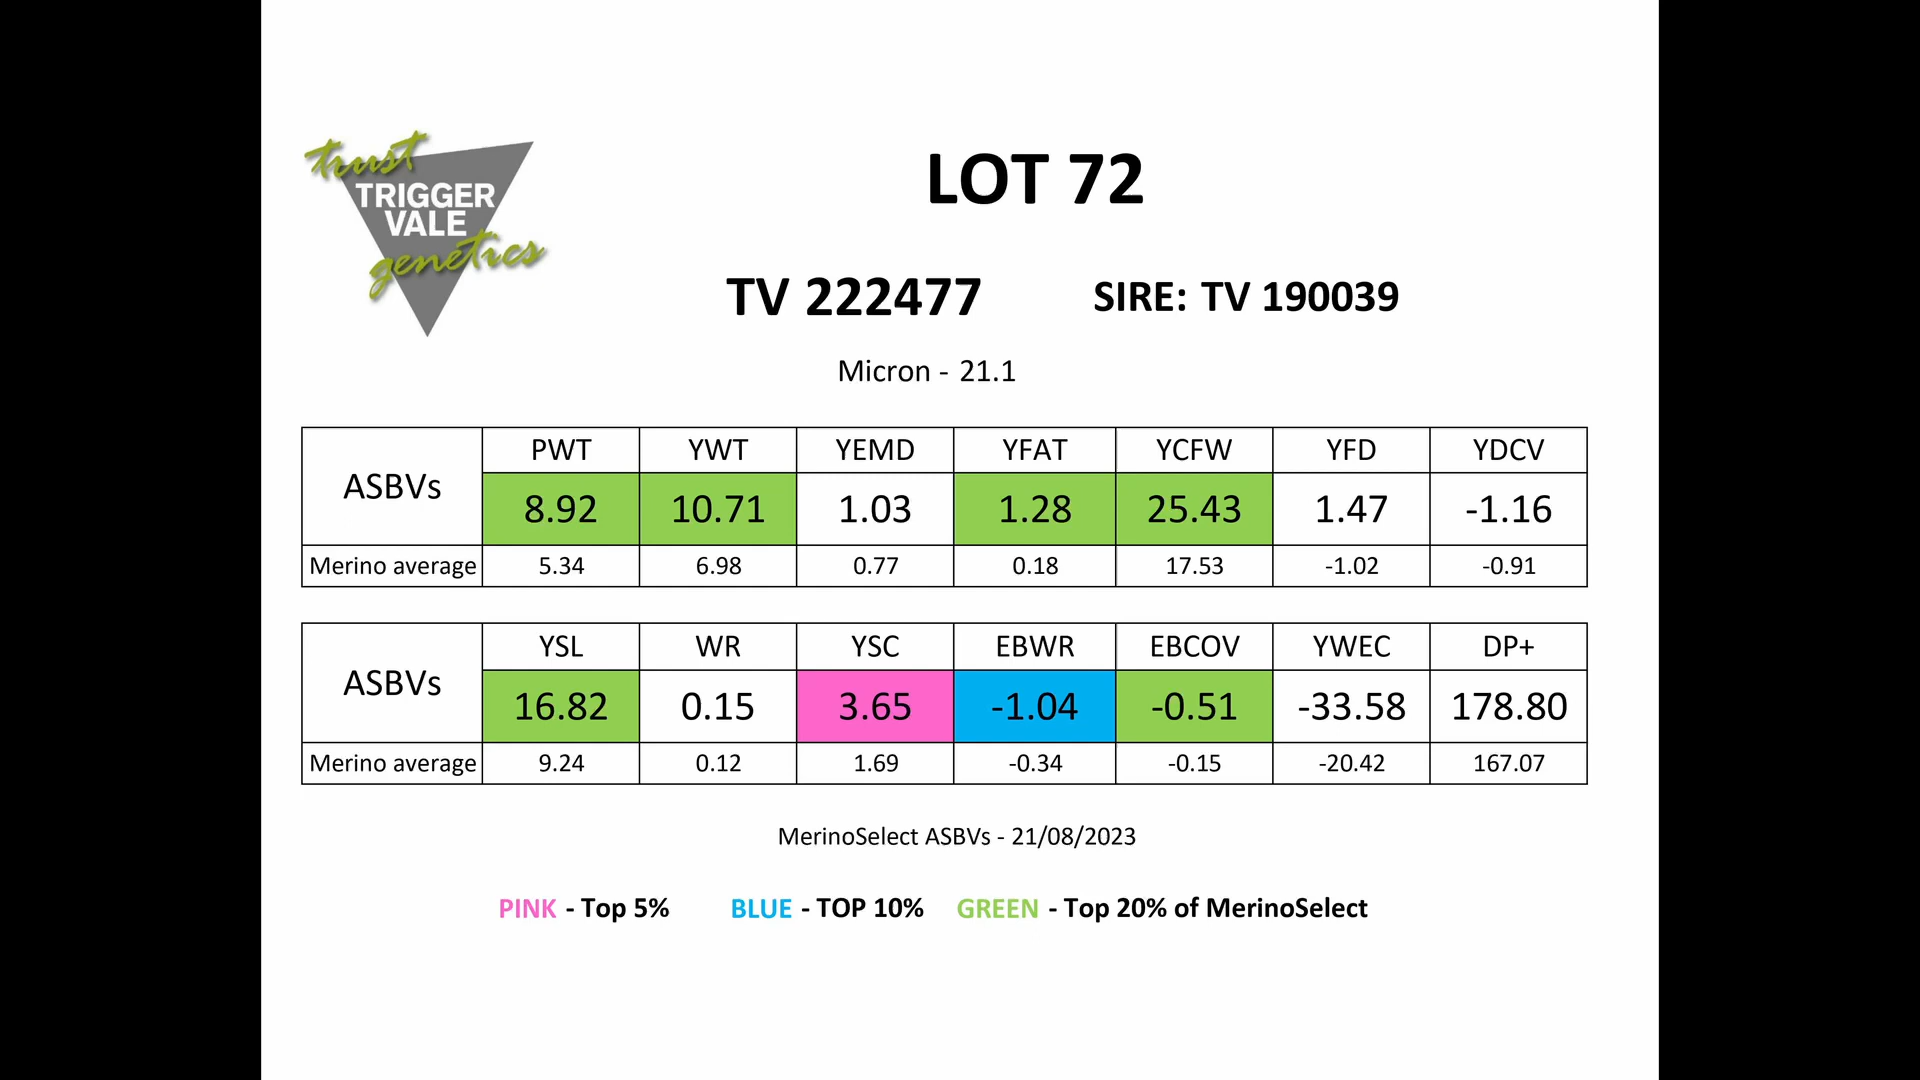 trust
TRIGGER
VALE
genetics
LOT 72
TV 222477 SIRE: TV 190039
Micron - 21.1
ASBVs PWT YWT YEMD YFAT YCFW YFD YDCV
8.92 10.71 1.03 1.28 25.43 1.47 -1.16
Merino average 5.34 6.98 0.77 0.18 17.53 -1.02 -0.91
ASBVs YSL WR YSC EBWR EBCOV YWEC DP+
16.82 0.15 3.65 -1.04 -0.51 -33.58 178.80
Merino average 9.24 0.12 1.69 -0.34 -0.15 -20.42 167.07
MerinoSelect ASBVs - 21/08/2023
PINK - Top 5% BLUE - TOP 10% GREEN - Top 20% of MerinoSelect